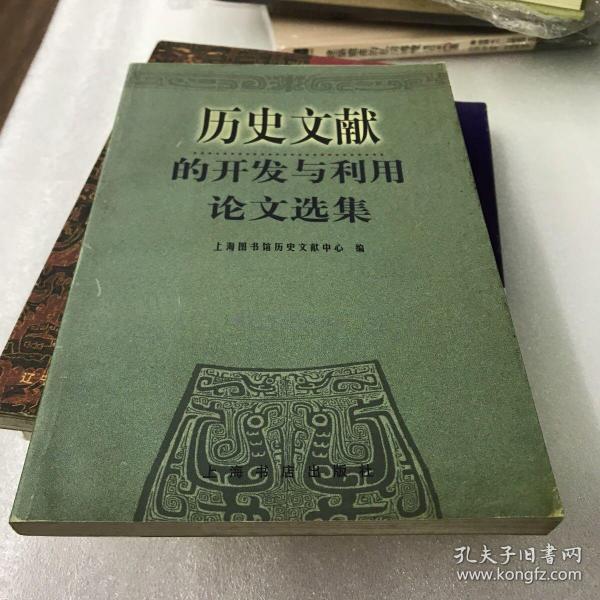 历史文献
的开发与利用
论文选集
上海图书馆历史文献中心 编
上海书店出版社
孔夫子旧书网
www.kongfz.com